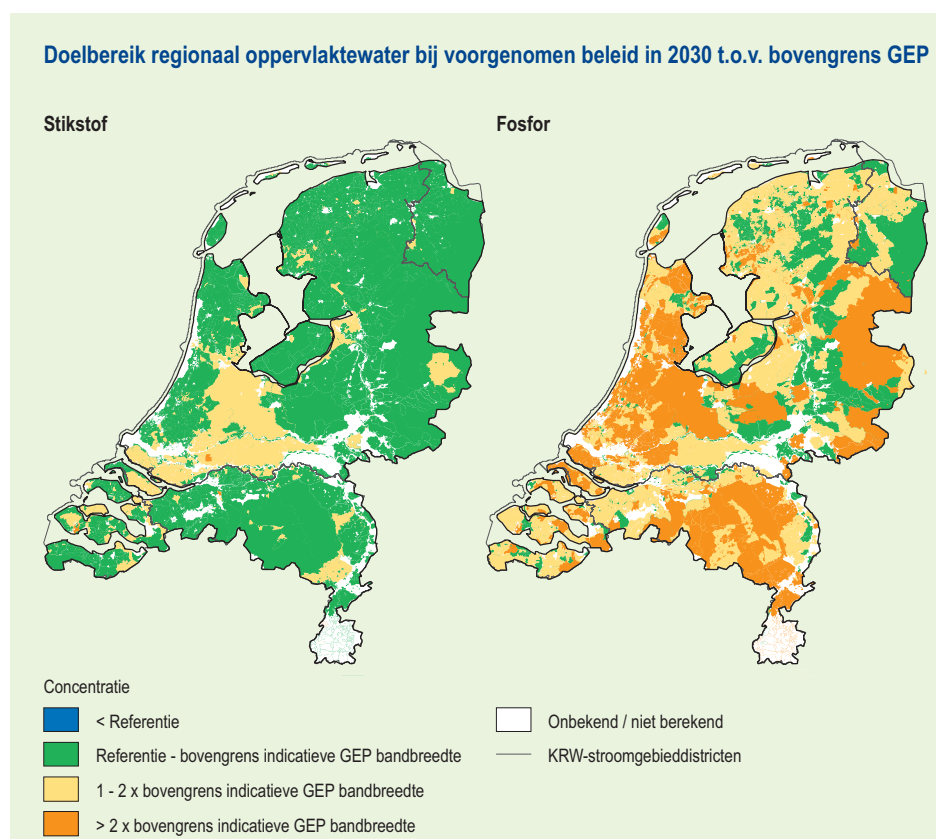 Doelbereik regionaal oppervlaktewater bij voorgenomen beleid in 2030 t.o.v. bovengrens GEP
Stikstof
Fosfor
Concentratie
< Referentie
Referentie - bovengrens indicatieve GEP bandbreedte
1 - 2 x bovengrens indicatieve GEP bandbreedte
> 2 x bovengrens indicatieve GEP bandbreedte
Onbekend / niet berekend
KRW-stroomgebieddistricten